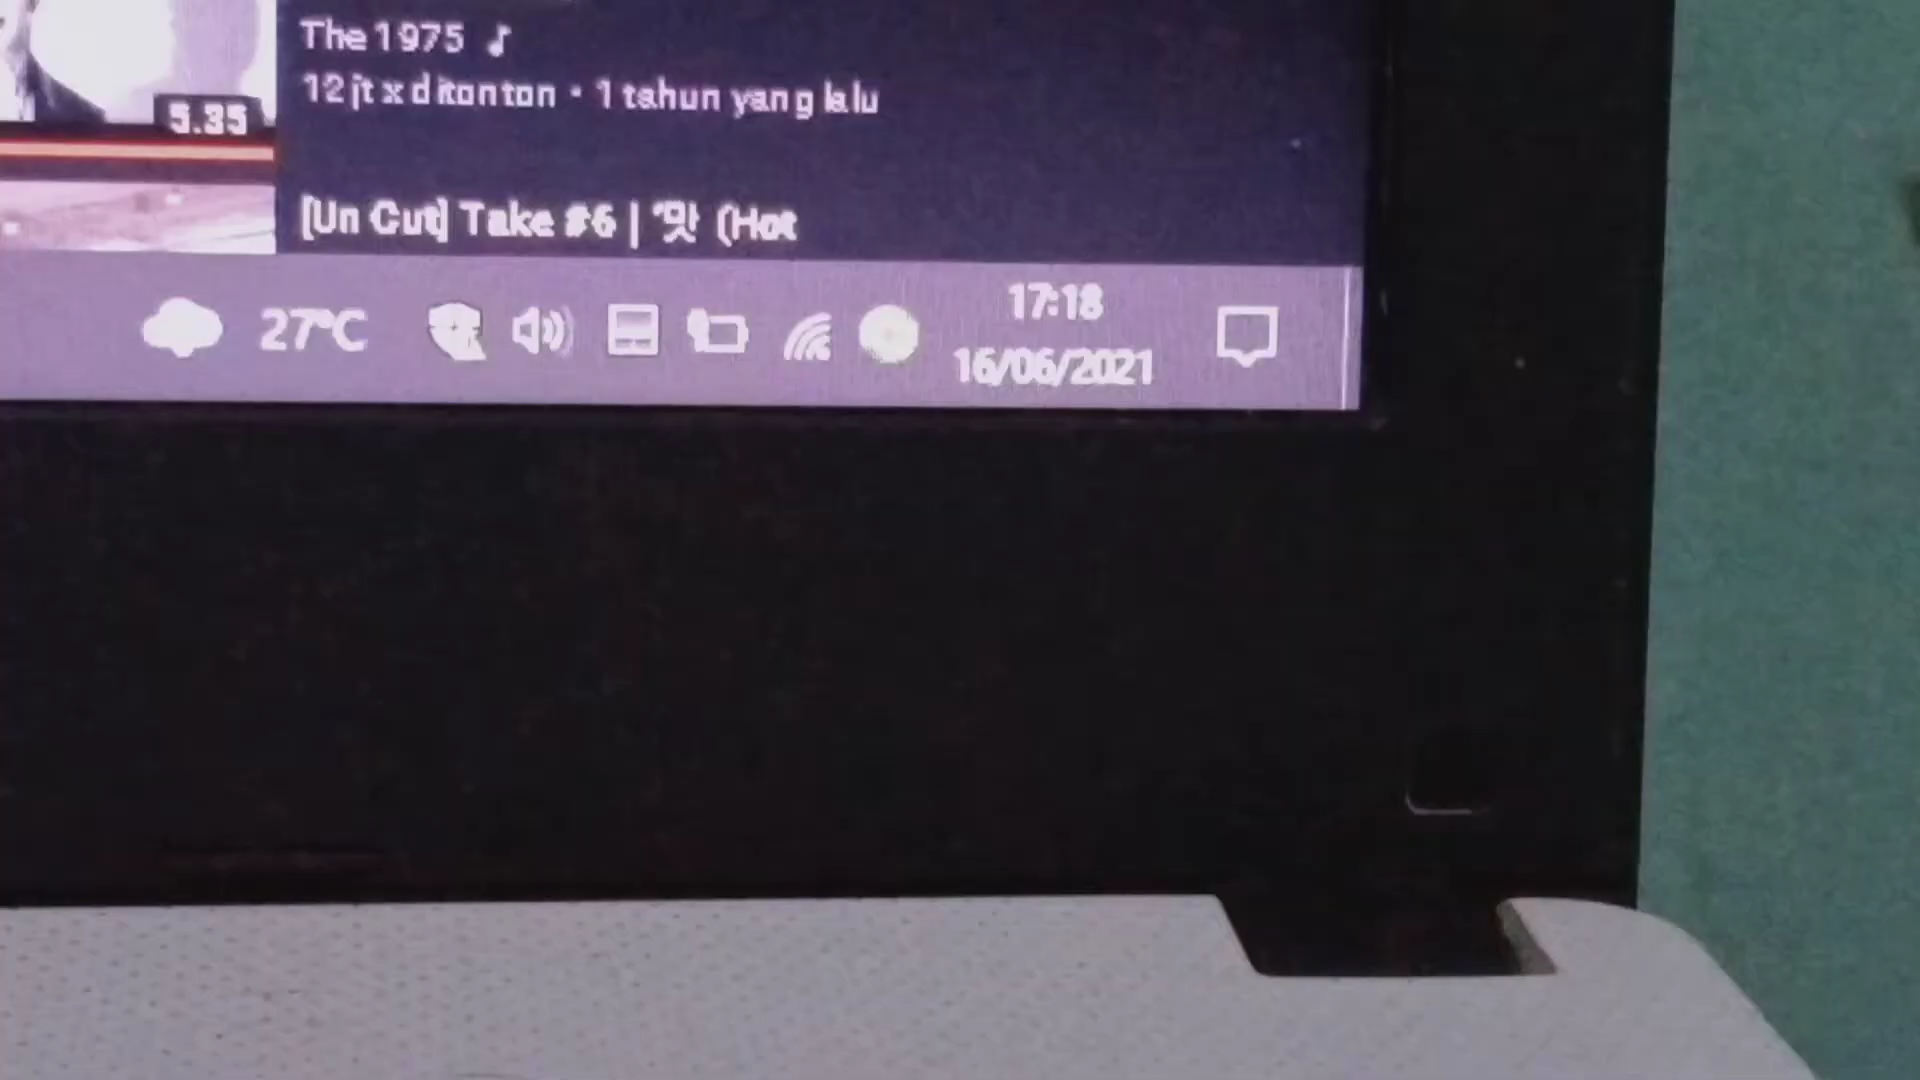 The 1975 ♪
12 jt x ditonton • 1 tahun yang lalu
5.35
[Un Cut] Take #6 | ‘맛 (Hot
27°C
17:18
16/06/2021